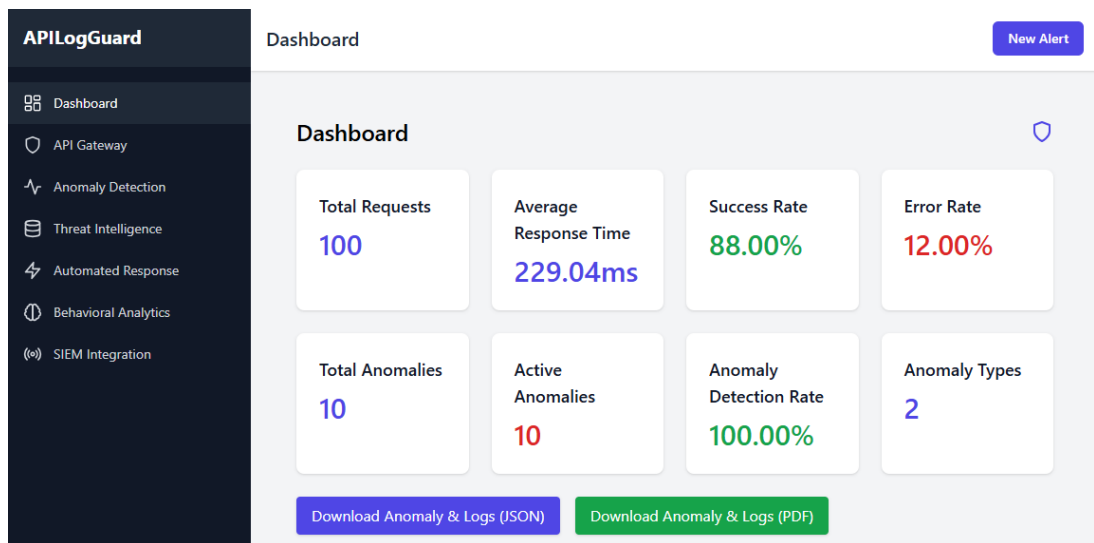 APILogGuard
Dashboard
New Alert
Dashboard
API Gateway
Anomaly Detection
Threat Intelligence
Automated Response
Behavioral Analytics
SIEM Integration
Dashboard
Total Requests
100
Average
Response Time
229.04ms
Success Rate
88.00%
Error Rate
12.00%
Total Anomalies
10
Active
Anomalies
10
Anomaly
Detection Rate
100.00%
Anomaly Types
2
Download Anomaly & Logs (JSON)
Download Anomaly & Logs (PDF)